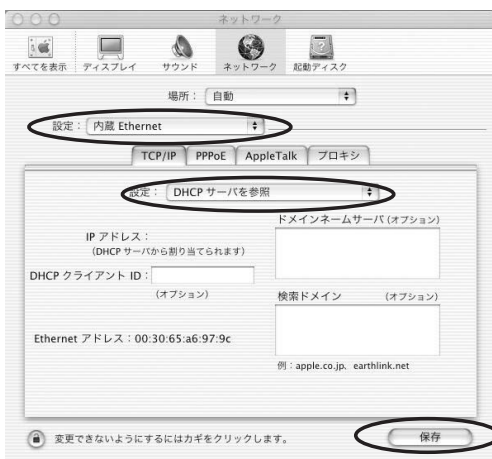 ネットワーク
すべてを表示 ディスプレイ サウンド ネットワーク 起動ディスク
場所： 自動
設定： 内蔵 Ethernet
TCP/IP PPPoE AppleTalk プロキシ
設定： DHCP サーバを参照
ドメインネームサーバ (オプション)
IP アドレス：
(DHCP サーバから割り当てられます)
DHCP クライアント ID：
(オプション)
検索ドメイン (オプション)
Ethernet アドレス：00:30:65:a6:97:9c
例：apple.co.jp、earthlink.net
変更できないようにするにはカギをクリックします。
保存